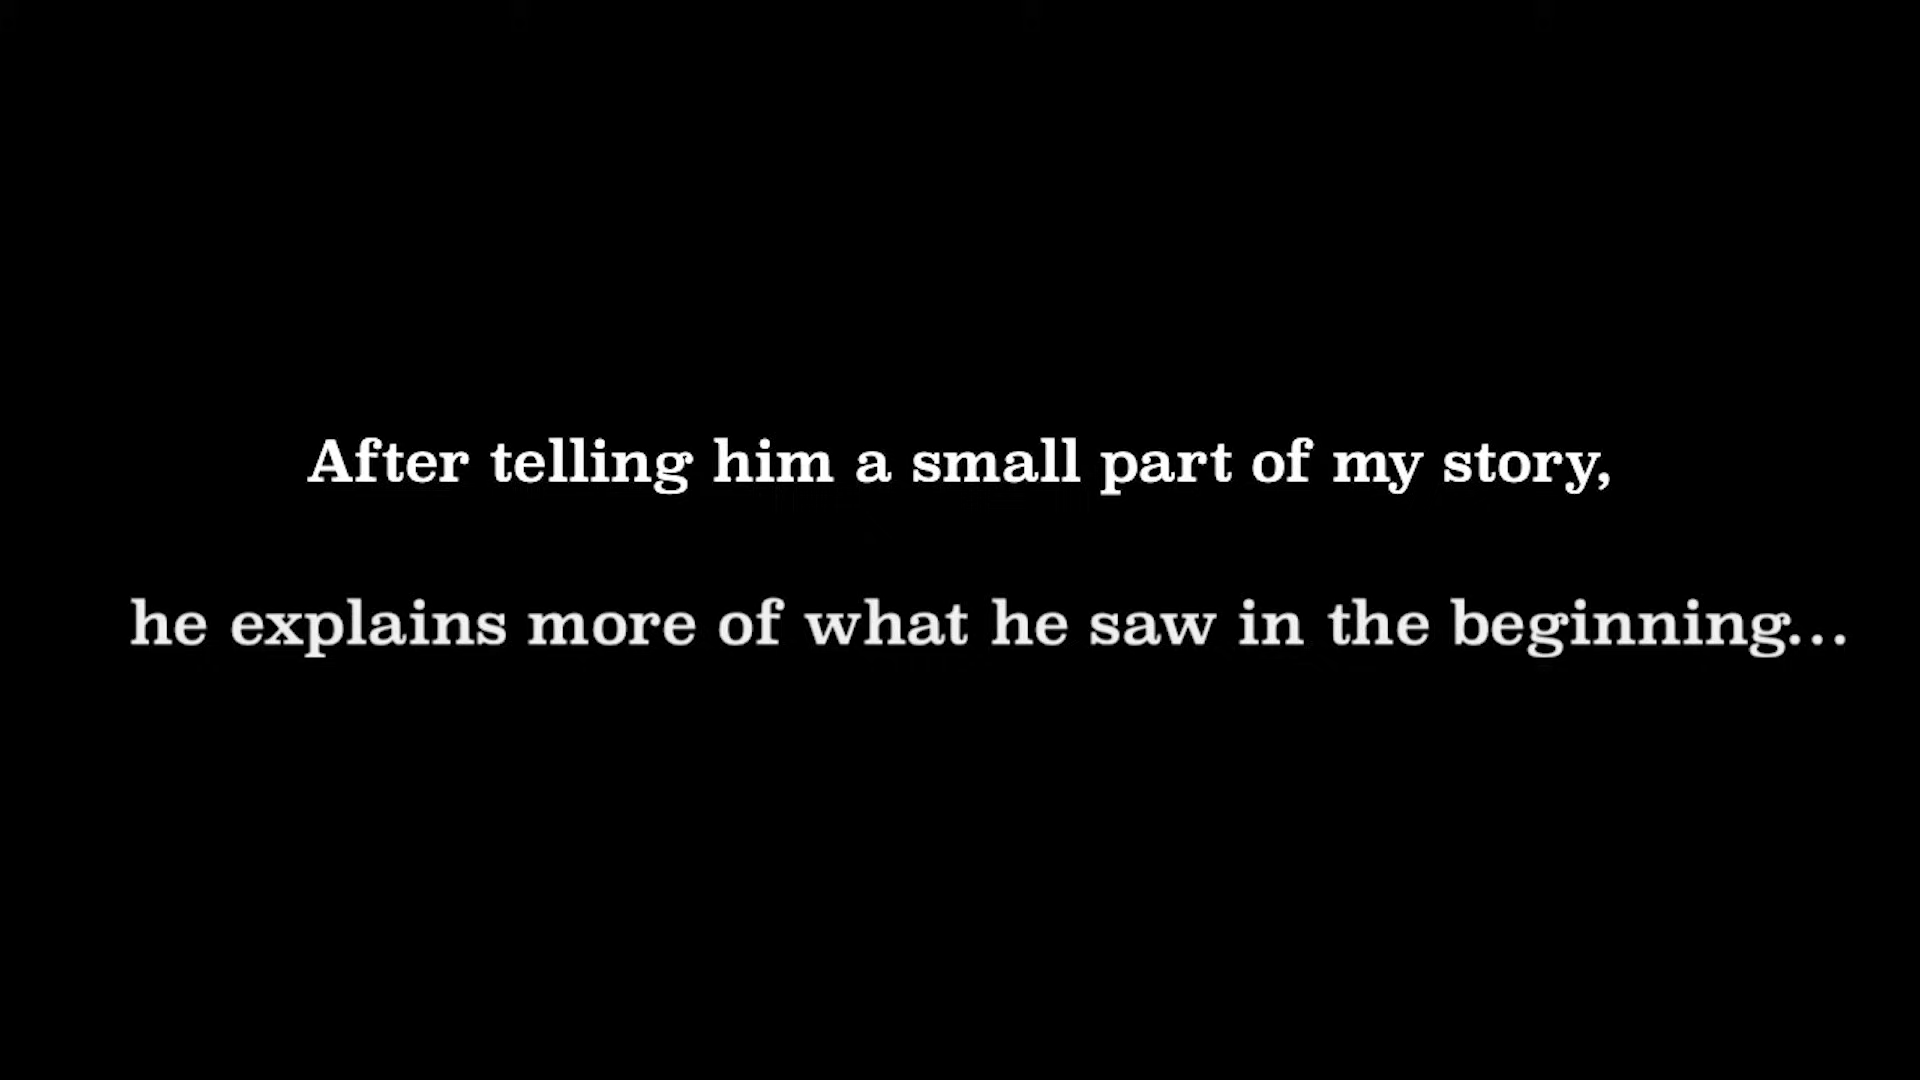 After telling him a small part of my story,
he explains more of what he saw in the beginning...